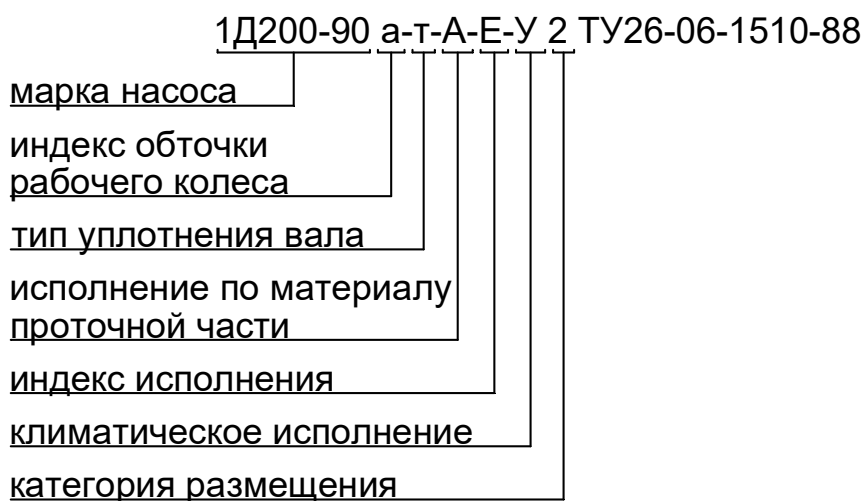 1Д200-90 а-т-А-Е-У 2 ТУ26-06-1510-88
марка насоса
индекс обточки
рабочего колеса
тип уплотнения вала
исполнение по материалу
проточной части
индекс исполнения
климатическое исполнение
категория размещения